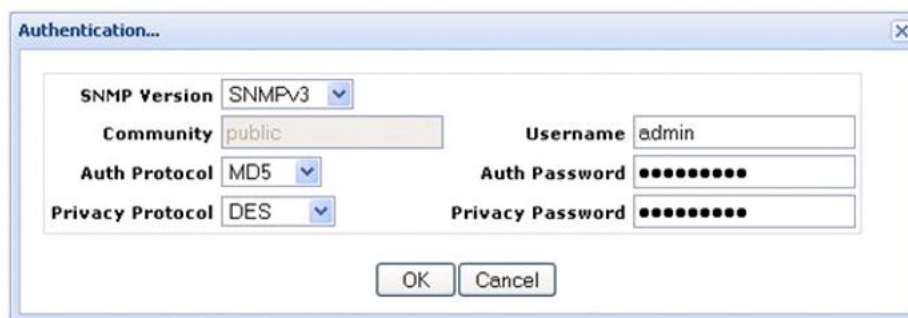 Authentication...
SNMP Version SNMPv3
Community public Username admin
Auth Protocol MD5 Auth Password ●●●●●●●●●
Privacy Protocol DES Privacy Password ●●●●●●●●●
OK Cancel